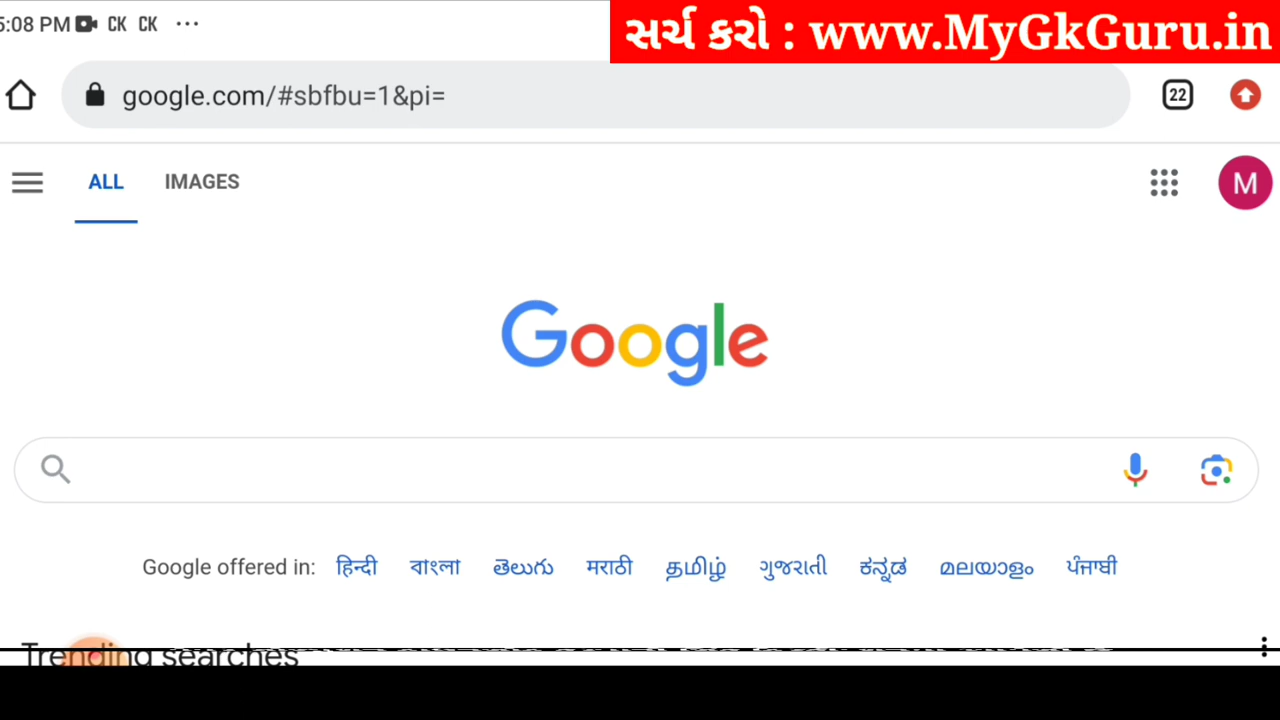 5:08 PM CK CK ...
સર્ચ કરો : www.MyGkGuru.in
google.com/#sbfbu=1&pi=
22
ALL IMAGES
M
Google
Google offered in: हिन्दी বাংলা తెలుగు मराठी தமிழ் ગુજરાતી ಕನ್ನಡ മലയാളം ਪੰਜਾਬੀ
Trending searches